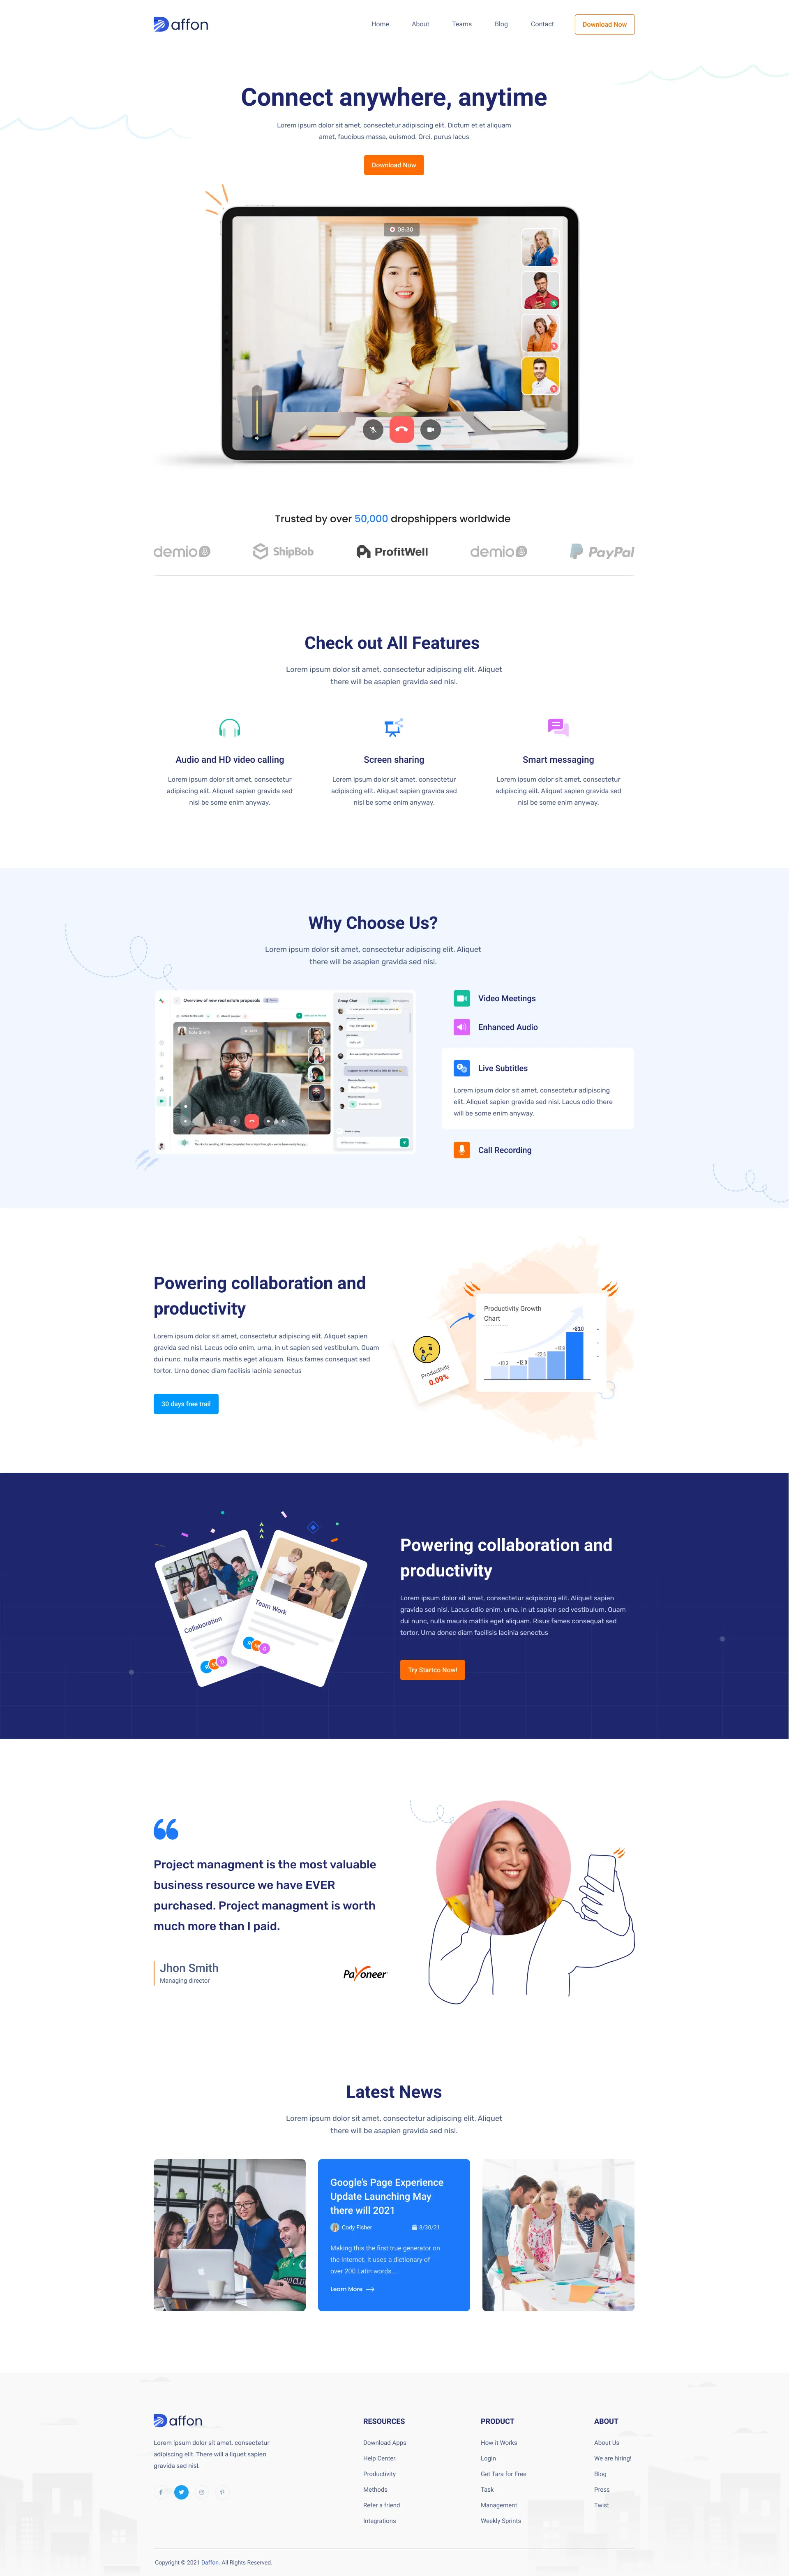 Daffon
Home About Teams Blog Contact Download Now
Connect anywhere, anytime
Lorem ipsum dolor sit amet, consectetur adipiscing elit. Dictum et et aliquam
amet, faucibus massa, euismod. Orci, purus lacus
Download Now
08:30
Trusted by over 50,000 dropshippers worldwide
demio ShipBob ProfitWell demio PayPal
Check out All Features
Lorem ipsum dolor sit amet, consectetur adipiscing elit. Aliquet
there will be asapien gravida sed nisl.
Audio and HD video calling
Lorem ipsum dolor sit amet, consectetur
adipiscing elit. Aliquet sapien gravida sed
nisl be some enim anyway.
Screen sharing
Lorem ipsum dolor sit amet, consectetur
adipiscing elit. Aliquet sapien gravida sed
nisl be some enim anyway.
Smart messaging
Lorem ipsum dolor sit amet, consectetur
adipiscing elit. Aliquet sapien gravida sed
nisl be some enim anyway.
Why Choose Us?
Lorem ipsum dolor sit amet, consectetur adipiscing elit. Aliquet
there will be asapien gravida sed nisl.
Overview of new real estate proposals
Group Chat
Video Meetings
Enhanced Audio
Live Subtitles
Lorem ipsum dolor sit amet, consectetur adipiscing
elit. Aliquet sapien gravida sed nisl. Lacus odio there
will be some enim anyway.
Call Recording
Powering collaboration and
productivity
Lorem ipsum dolor sit amet, consectetur adipiscing elit. Aliquet sapien
gravida sed nisl. Lacus odio enim, urna, in ut sapien sed vestibulum. Quam
dui nunc, nulla mauris mattis eget aliquam. Risus fames consequat sed
tortor. Urna donec diam facilisis lacinia senectus
30 days free trail
Productivity Growth
Chart
Productivity
0.09%
Powering collaboration and
productivity
Lorem ipsum dolor sit amet, consectetur adipiscing elit. Aliquet sapien
gravida sed nisl. Lacus odio enim, urna, in ut sapien sed vestibulum. Quam
dui nunc, nulla mauris mattis eget aliquam. Risus fames consequat sed
tortor. Urna donec diam facilisis lacinia senectus
Try Startco Now!
Collaboration
Team Work
Project managment is the most valuable
business resource we have EVER
purchased. Project managment is worth
much more than I paid.
Jhon Smith
Managing director
Payoneer
Latest News
Lorem ipsum dolor sit amet, consectetur adipiscing elit. Aliquet
there will be asapien gravida sed nisl.
Google's Page Experience
Update Launching May
there will 2021
Cody Fisher 8/30/21
Making this the first true generator on
the Internet. It uses a dictionary of
over 200 Latin words...
Learn More
Daffon
Lorem ipsum dolor sit amet, consectetur
adipiscing elit. There will a liquet sapien
gravida sed nisl.
RESOURCES
Download Apps
Help Center
Productivity
Methods
Refer a friend
Integrations
PRODUCT
How it Works
Login
Get Tara for Free
Task
Management
Weekly Sprints
ABOUT
About Us
We are hiring!
Blog
Press
Twist
Copyright © 2021 Daffon. All Rights Reserved.